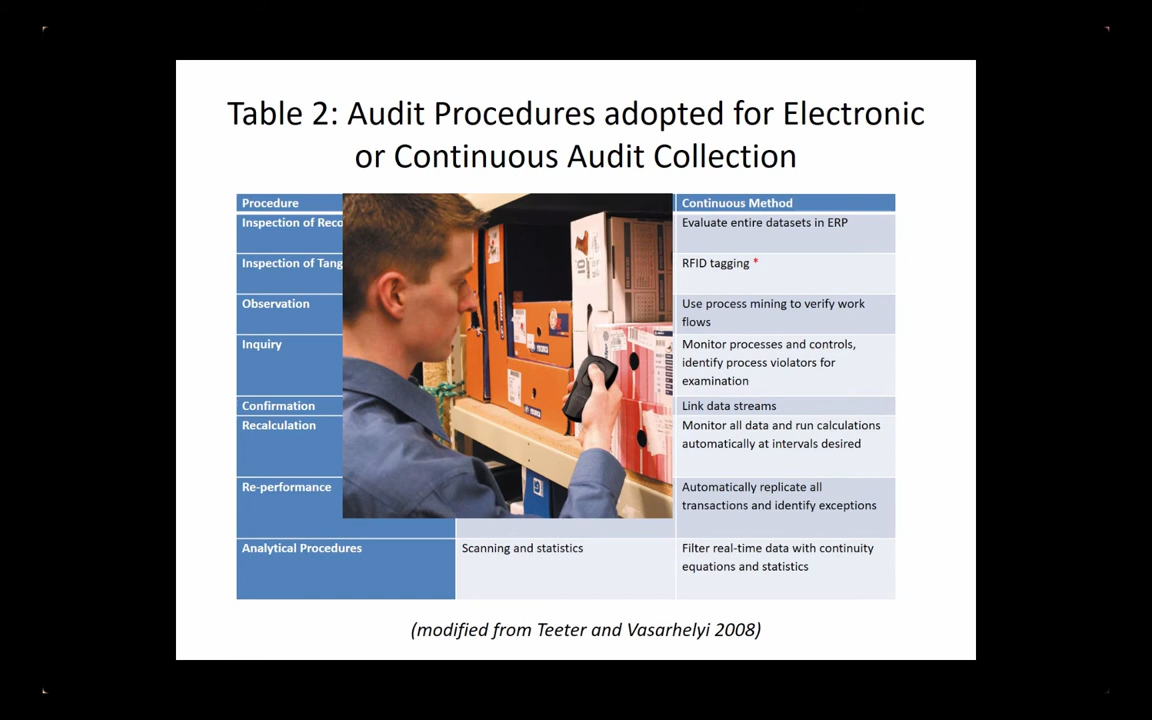 Table 2: Audit Procedures adopted for Electronic
or Continuous Audit Collection
Procedure
Continuous Method
Inspection of Reco
Evaluate entire datasets in ERP
Inspection of Tang
RFID tagging *
Observation
Use process mining to verify work
flows
Inquiry
Monitor processes and controls,
identify process violators for
examination
Confirmation
Link data streams
Recalculation
Monitor all data and run calculations
automatically at intervals desired
Re-performance
Automatically replicate all
transactions and identify exceptions
Analytical Procedures
Scanning and statistics
Filter real-time data with continuity
equations and statistics
(modified from Teeter and Vasarhelyi 2008)